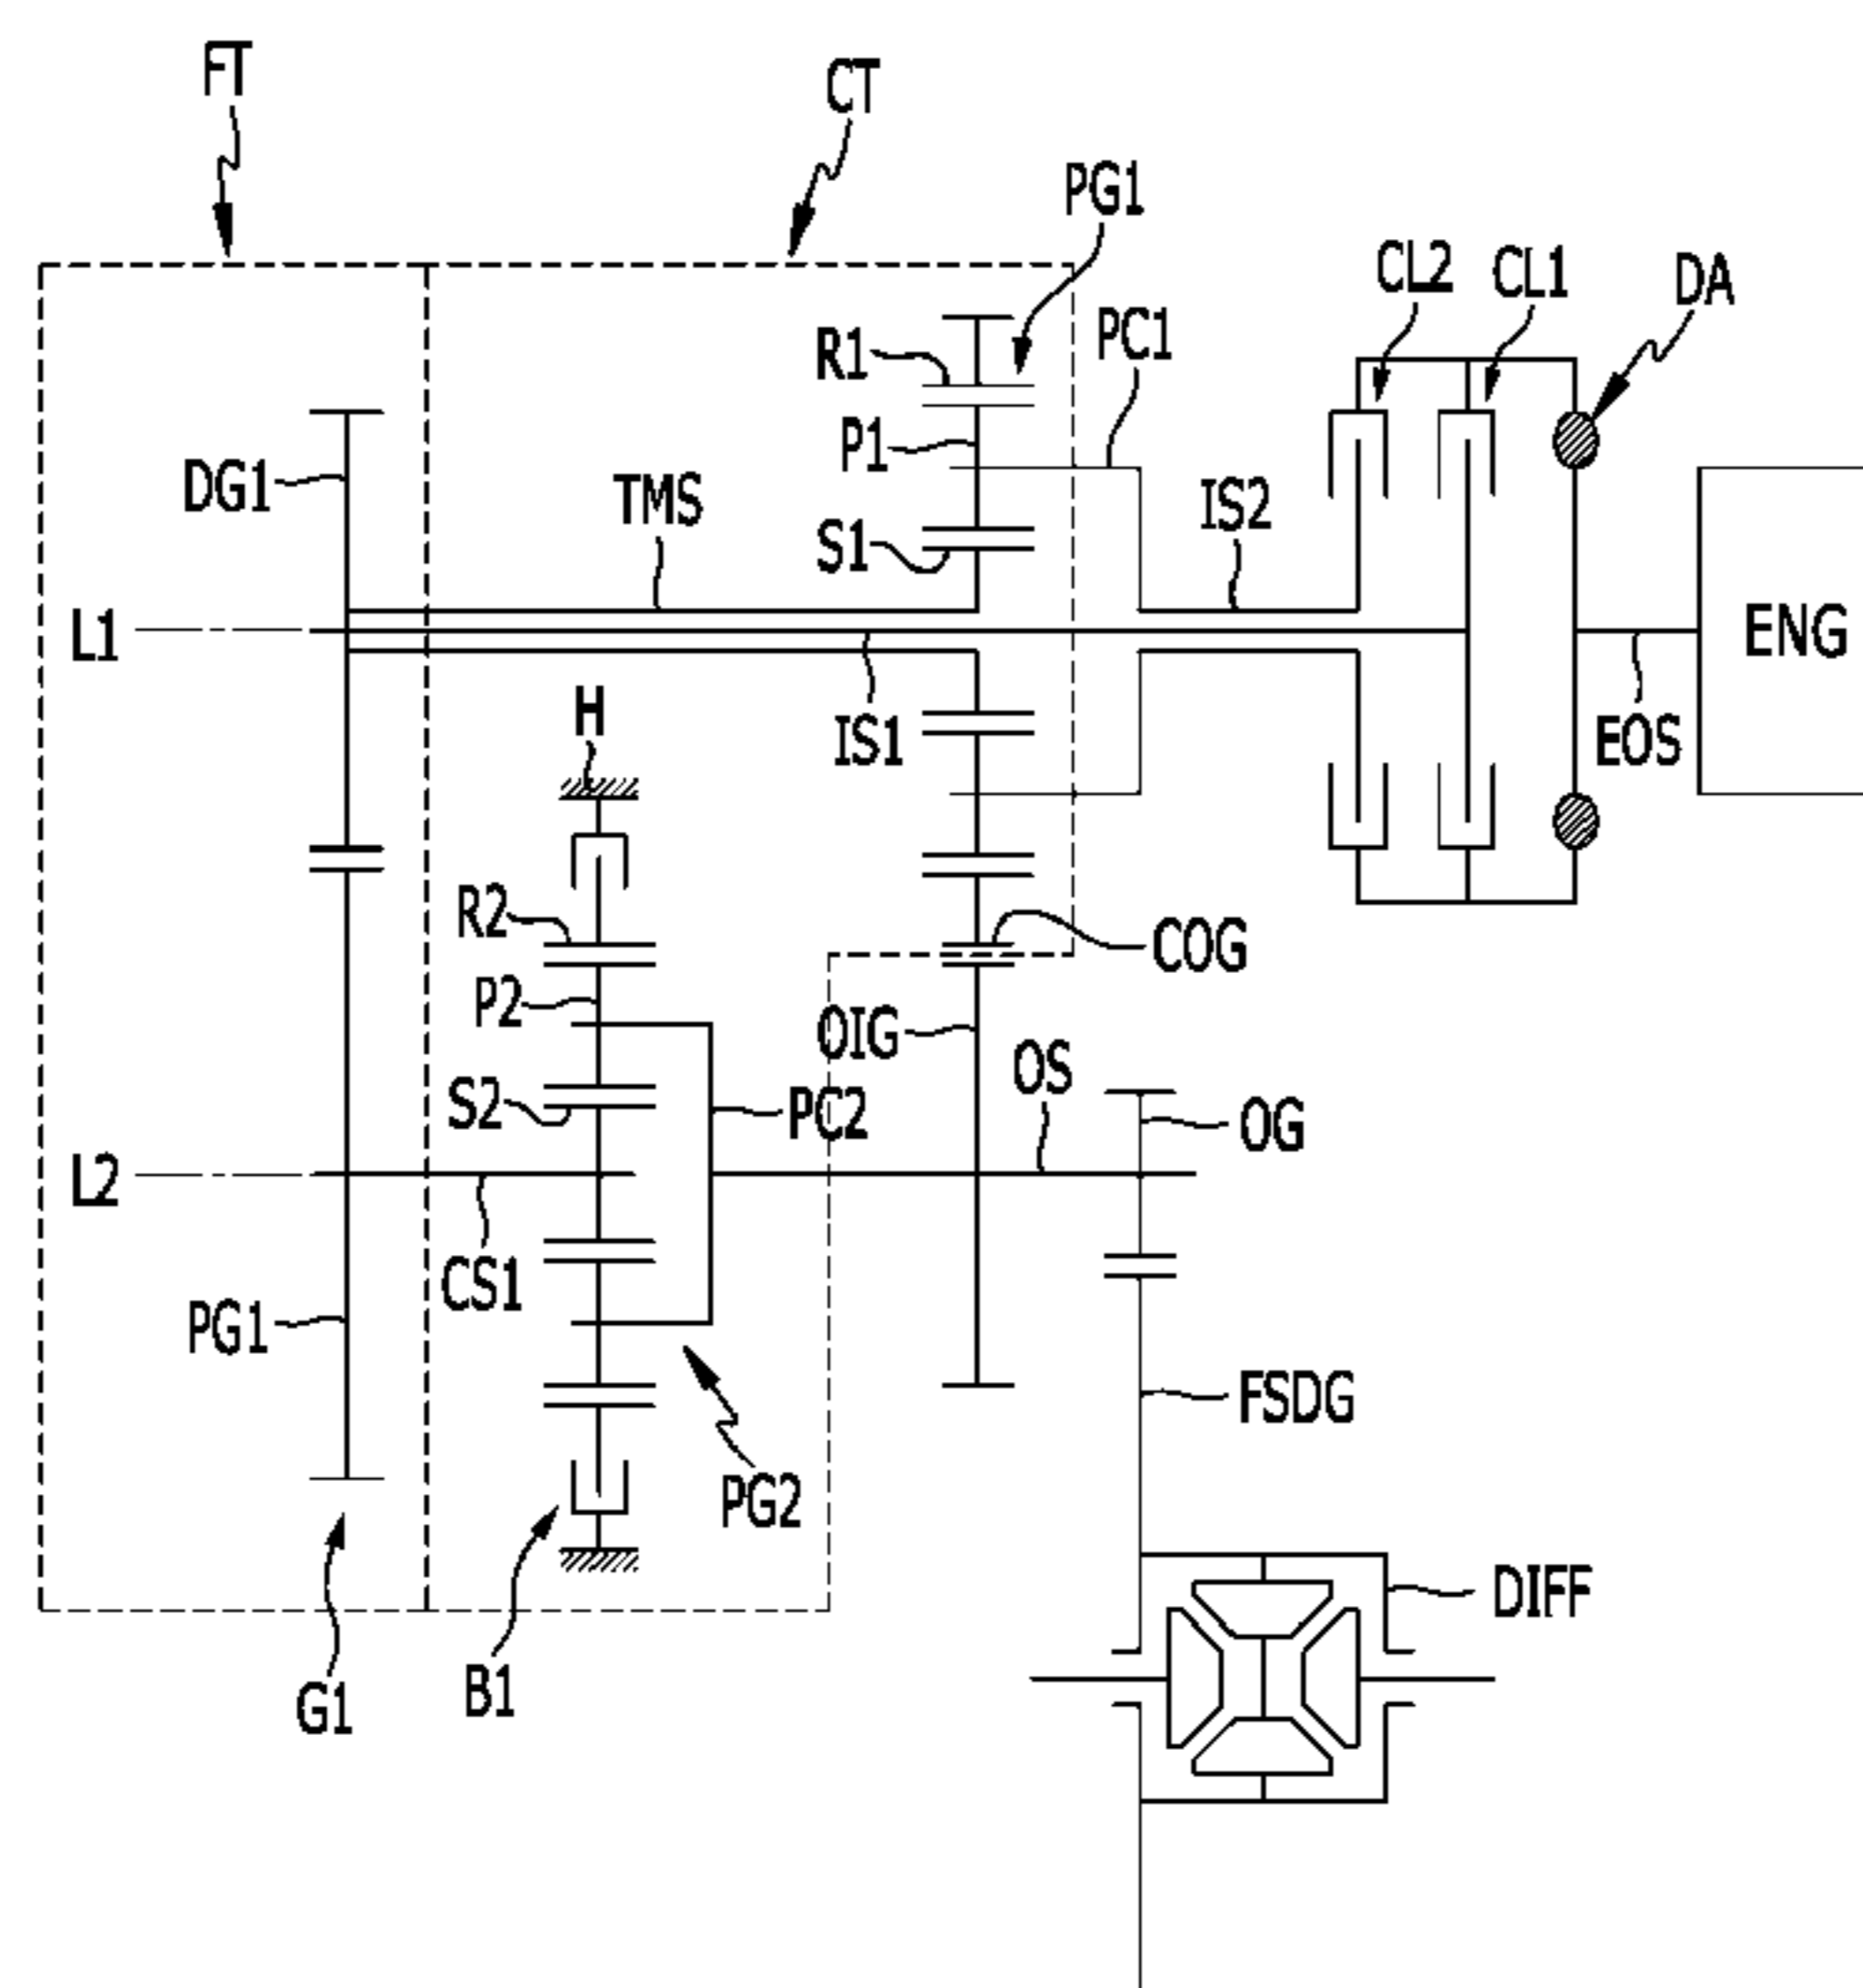 FT
CT
PG1
CL2
CL1
DA
R1
PC1
P1
DG1
TMS
IS2
S1
L1
ENG
H
IS1
EOS
R2
COG
P2
OIG
OS
S2
PC2
OG
L2
CS1
PG1
FSDG
PG2
DIFF
B1
G1